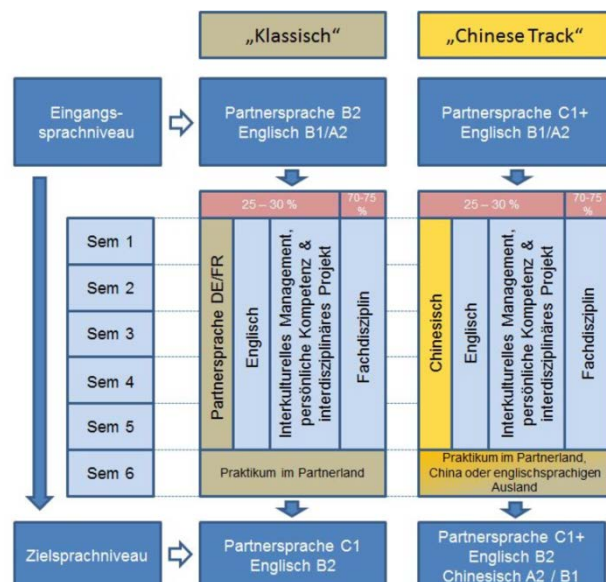 „Klassisch“
„Chinese Track“
Eingangs-
sprachniveau
Partnersprache B2
Englisch B1/A2
Partnersprache C1+
Englisch B1/A2
25 – 30 %
70-75
%
25 – 30 %
70-75
%
Sem 1
Sem 2
Sem 3
Sem 4
Sem 5
Sem 6
Partnersprache DE/FR
Englisch
Interkulturelles Management,
persönliche Kompetenz &
interdisziplinäres Projekt
Fachdisziplin
Chinesisch
Englisch
Interkulturelles Management,
persönliche Kompetenz &
interdisziplinäres Projekt
Fachdisziplin
Praktikum im Partnerland
Praktikum im Partnerland,
China oder englischsprachigen
Ausland
Zielsprachniveau
Partnersprache C1
Englisch B2
Partnersprache C1+
Englisch B2
Chinesisch A2 / B1